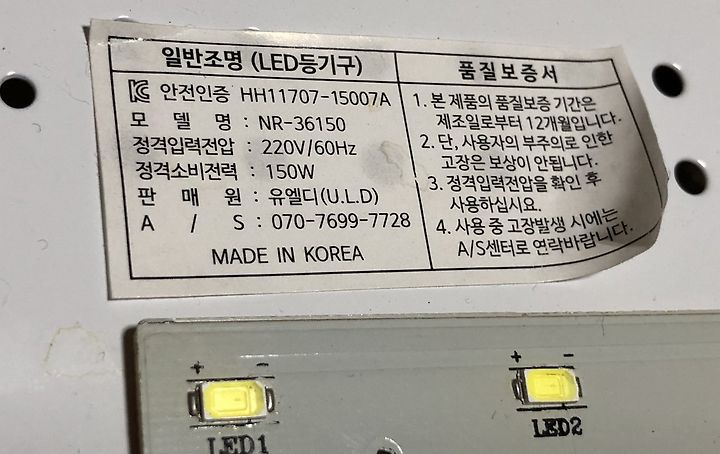 일반조명 (LED등기구)
안전인증 HH11707-15007A
모 델 명 : NR-36150
정격입력전압 : 220V/60Hz
정격소비전력 : 150W
판 매 원 : 유엘디(U.L.D)
A / S : 070-7699-7728
MADE IN KOREA
품질보증서
1. 본 제품의 품질보증 기간은
제조일로부터 12개월입니다.
2. 단, 사용자의 부주의로 인한
고장은 보상이 안됩니다.
3. 정격입력전압을 확인 후
사용하십시요.
4. 사용 중 고장발생 시에는
A/S센터로 연락바랍니다.
+ -
LED1
+ -
LED2